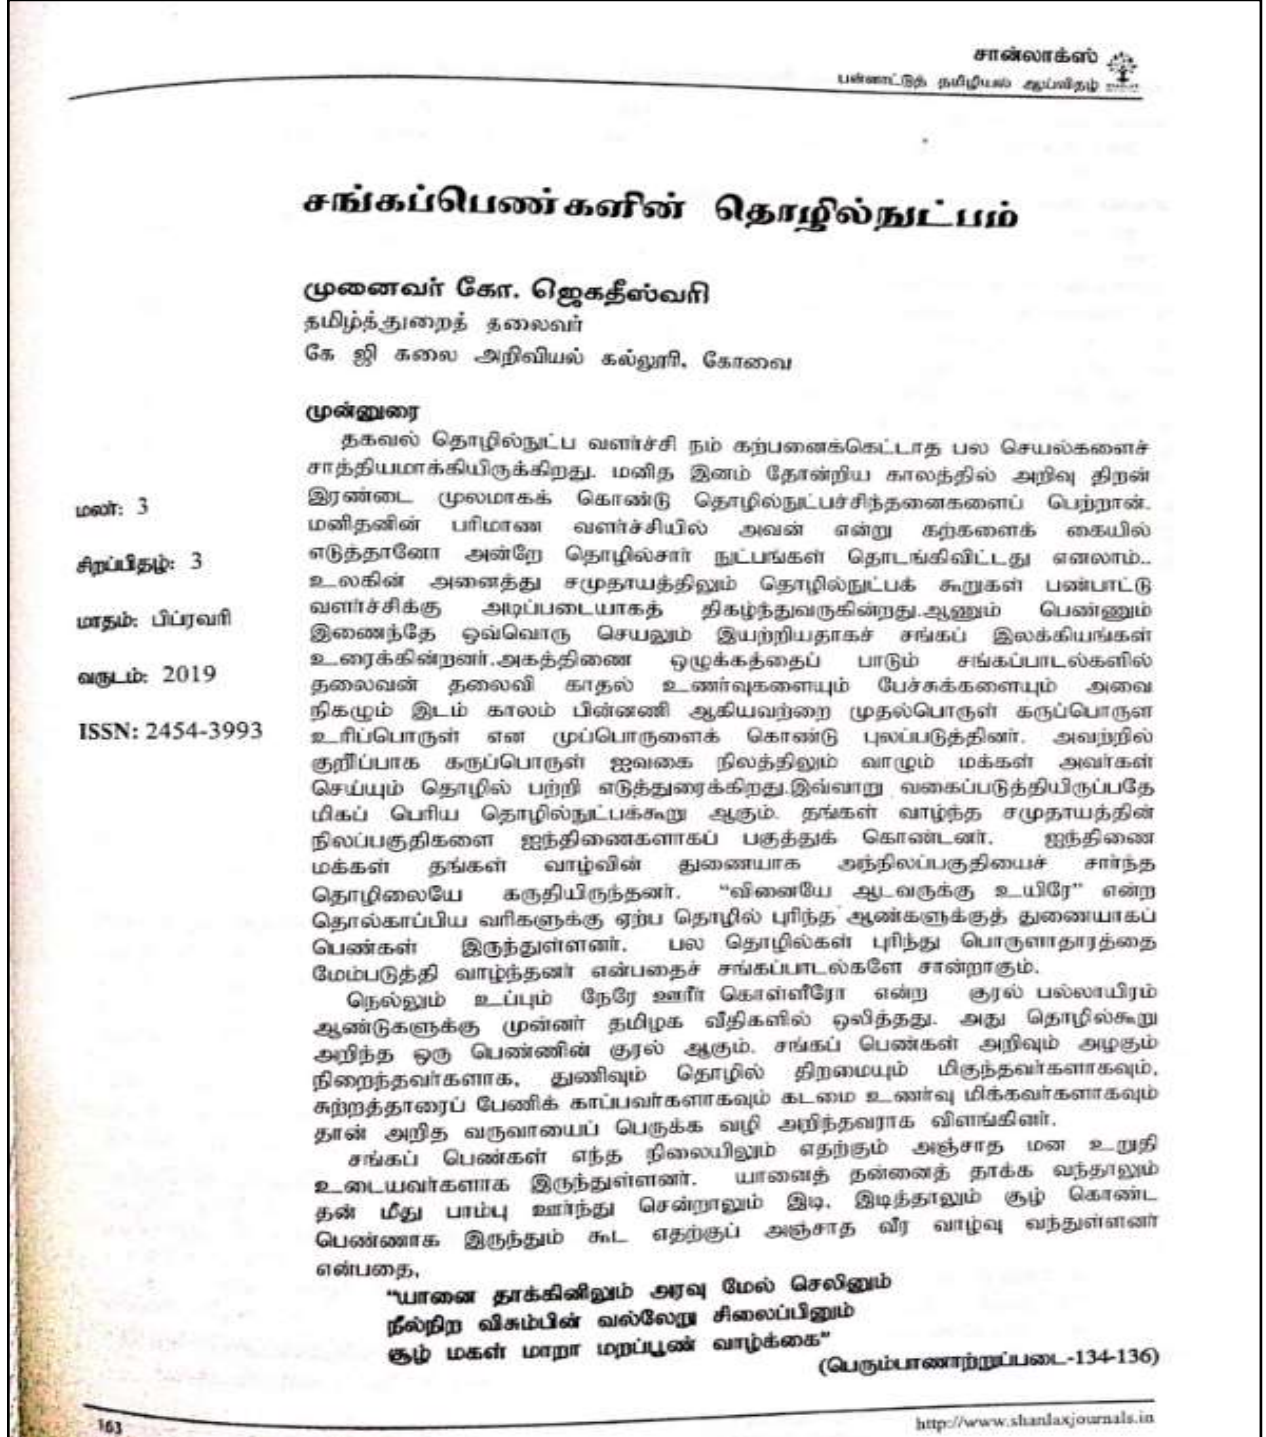 சான்லாக்ஸ்
பன்னாட்டுத் தமிழியல் ஆய்விதழ்
சங்கப்பெண்களின் தொழில்நுட்பம்
முனைவர் கோ. ஜெகதீஸ்வரி
தமிழ்த்துறைத் தலைவர்
கே ஜி கலை அறிவியல் கல்லூரி, கோவை
மலர்: 3
சிறப்பிதழ்: 3
மாதம்: பிப்ரவரி
வருடம்: 2019
ISSN: 2454-3993
முன்னுரை
தகவல் தொழில்நுட்ப வளர்ச்சி நம் கற்பனைக்கெட்டாத பல செயல்களைச்
சாத்தியமாக்கியிருக்கிறது. மனித இனம் தோன்றிய காலத்தில் அறிவு திறன்
இரண்டை முலமாகக் கொண்டு தொழில்நுட்பச்சிந்தனைகளைப் பெற்றான்.
மனிதனின் பரிமாண வளர்ச்சியில் அவன் என்று கற்களைக் கையில்
எடுத்தானோ அன்றே தொழில்சார் நுட்பங்கள் தொடங்கிவிட்டது எனலாம்..
உலகின் அனைத்து சமுதாயத்திலும் தொழில்நுட்பக் கூறுகள் பண்பாட்டு
வளர்ச்சிக்கு அடிப்படையாகத் திகழ்ந்துவருகின்றது.ஆணும் பெண்ணும்
இணைந்தே ஒவ்வொரு செயலும் இயற்றியதாகச் சங்கப் இலக்கியங்கள்
உரைக்கின்றனர்.அகத்திணை ஒழுக்கத்தைப் பாடும் சங்கப்பாடல்களில்
தலைவன் தலைவி காதல் உணர்வுகளையும் பேச்சுக்களையும் அவை
நிகழும் இடம் காலம் பின்னணி ஆகியவற்றை முதல்பொருள் கருப்பொருள
உரிப்பொருள் என முப்பொருளைக் கொண்டு புலப்படுத்தினர். அவற்றில்
குறிப்பாக கருப்பொருள் ஐவகை நிலத்திலும் வாழும் மக்கள் அவர்கள்
செய்யும் தொழில் பற்றி எடுத்துரைக்கிறது.இவ்வாறு வகைப்படுத்தியிருப்பதே
மிகப் பெரிய தொழில்நுட்பக்கூறு ஆகும். தங்கள் வாழ்ந்த சமுதாயத்தின்
நிலப்பகுதிகளை ஐந்திணைகளாகப் பகுத்துக் கொண்டனர். ஐந்திணை
மக்கள் தங்கள் வாழ்வின் துணையாக அந்நிலப்பகுதியைச் சார்ந்த
தொழிலையே கருதியிருந்தனர். “வினையே ஆடவருக்கு உயிரே” என்ற
தொல்காப்பிய வரிகளுக்கு ஏற்ப தொழில் புரிந்த ஆண்களுக்குத் துணையாகப்
பெண்கள் இருந்துள்ளனர். பல தொழில்கள் புரிந்து பொருளாதாரத்தை
மேம்படுத்தி வாழ்ந்தனர் என்பதைச் சங்கப்பாடல்களே சான்றாகும்.
நெல்லும் உப்பும் நேரே ஊரீர் கொள்ளீரோ என்ற குரல் பல்லாயிரம்
ஆண்டுகளுக்கு முன்னர் தமிழக வீதிகளில் ஒலித்தது. அது தொழில்கூறு
அறிந்த ஒரு பெண்ணின் குரல் ஆகும். சங்கப் பெண்கள் அறிவும் அழகும்
நிறைந்தவர்களாக, துணிவும் தொழில் திறமையும் மிகுந்தவர்களாகவும்,
சுற்றத்தாரைப் பேணிக் காப்பவர்களாகவும் கடமை உணர்வு மிக்கவர்களாகவும்
தான் அறித வருவாயைப் பெருக்க வழி அறிந்தவராக விளங்கினர்.
சங்கப் பெண்கள் எந்த நிலையிலும் எதற்கும் அஞ்சாத மன உறுதி
உடையவர்களாக இருந்துள்ளனர். யானைத் தன்னைத் தாக்க வந்தாலும்
தன் மீது பாம்பு ஊர்ந்து சென்றாலும் இடி, இடித்தாலும் சூழ் கொண்ட
பெண்ணாக இருந்தும் கூட எதற்குப் அஞ்சாத வீர வாழ்வு வந்துள்ளனர்
என்பதை,
“யானை தாக்கினிலும் அரவு மேல் செலினும்
நீல்நிற விசும்பின் வல்லேறு சிலைப்பினும்
சூழ் மகள் மாறா மறப்பூண் வாழ்க்கை”
(பெரும்பாணாற்றுப்படை-134-136)
163
http://www.shanlaxjournals.in